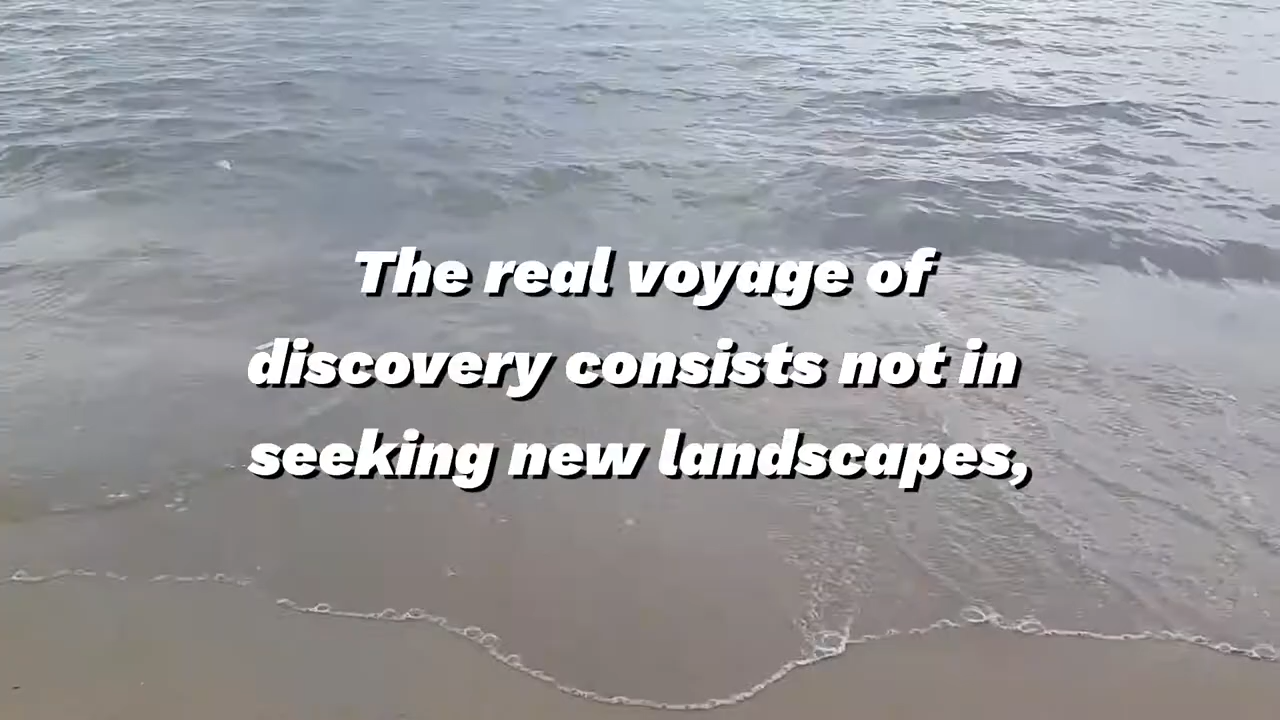 The real voyage of
discovery consists not in
seeking new landscapes,